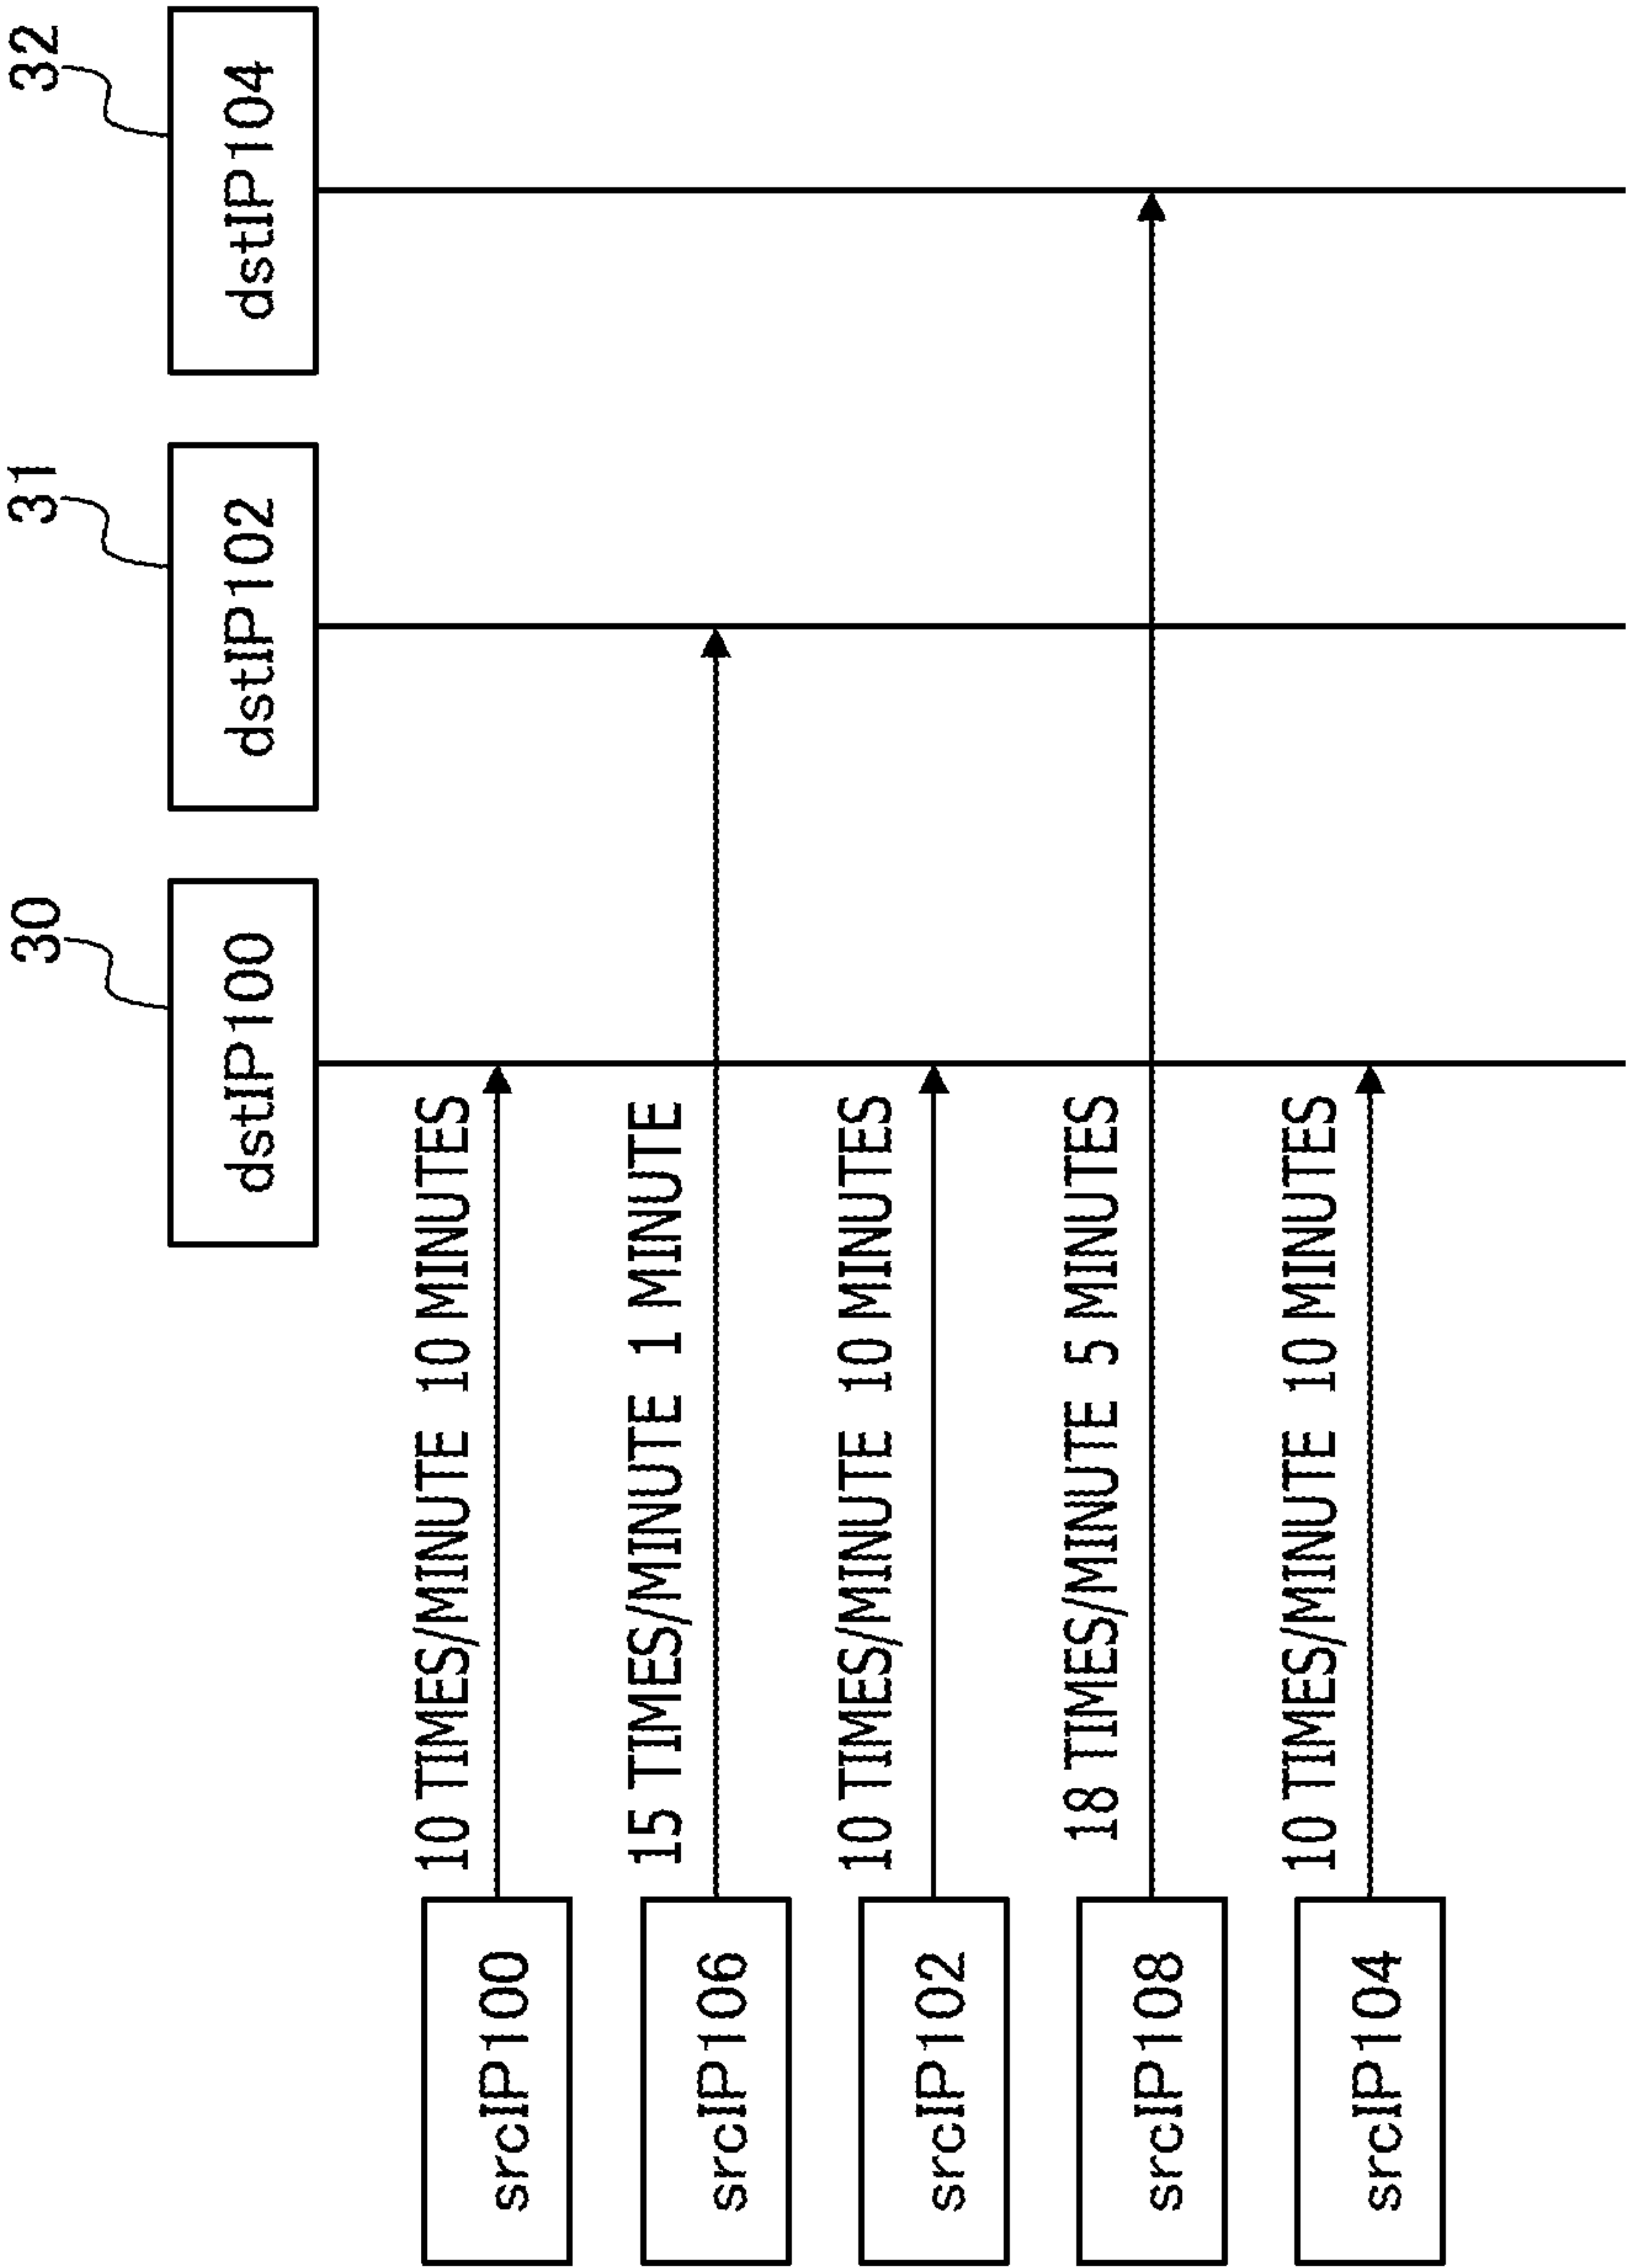 30
31
32
dstIP100
dstIP102
dstIP104
srcIP100
10 TIMES/MINUTE 10 MINUTES
srcIP106
15 TIMES/MINUTE 1 MINUTE
srcIP102
10 TIMES/MINUTE 10 MINUTES
srcIP108
18 TIMES/MINUTE 5 MINUTES
srcIP104
10 TIMES/MINUTE 10 MINUTES